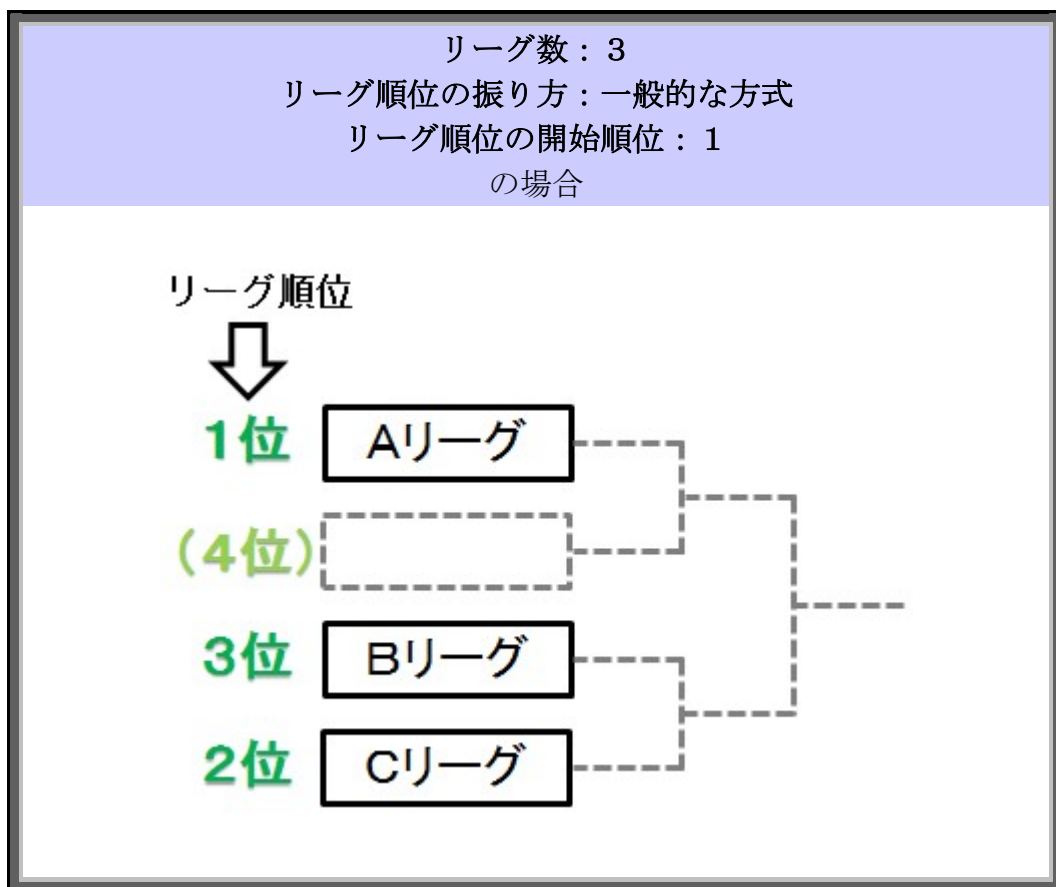 リーグ数：３
リーグ順位の振り方：一般的な方式
リーグ順位の開始順位：１
の場合
リーグ順位
1位 Aリーグ
（4位）
3位 Bリーグ
2位 Cリーグ